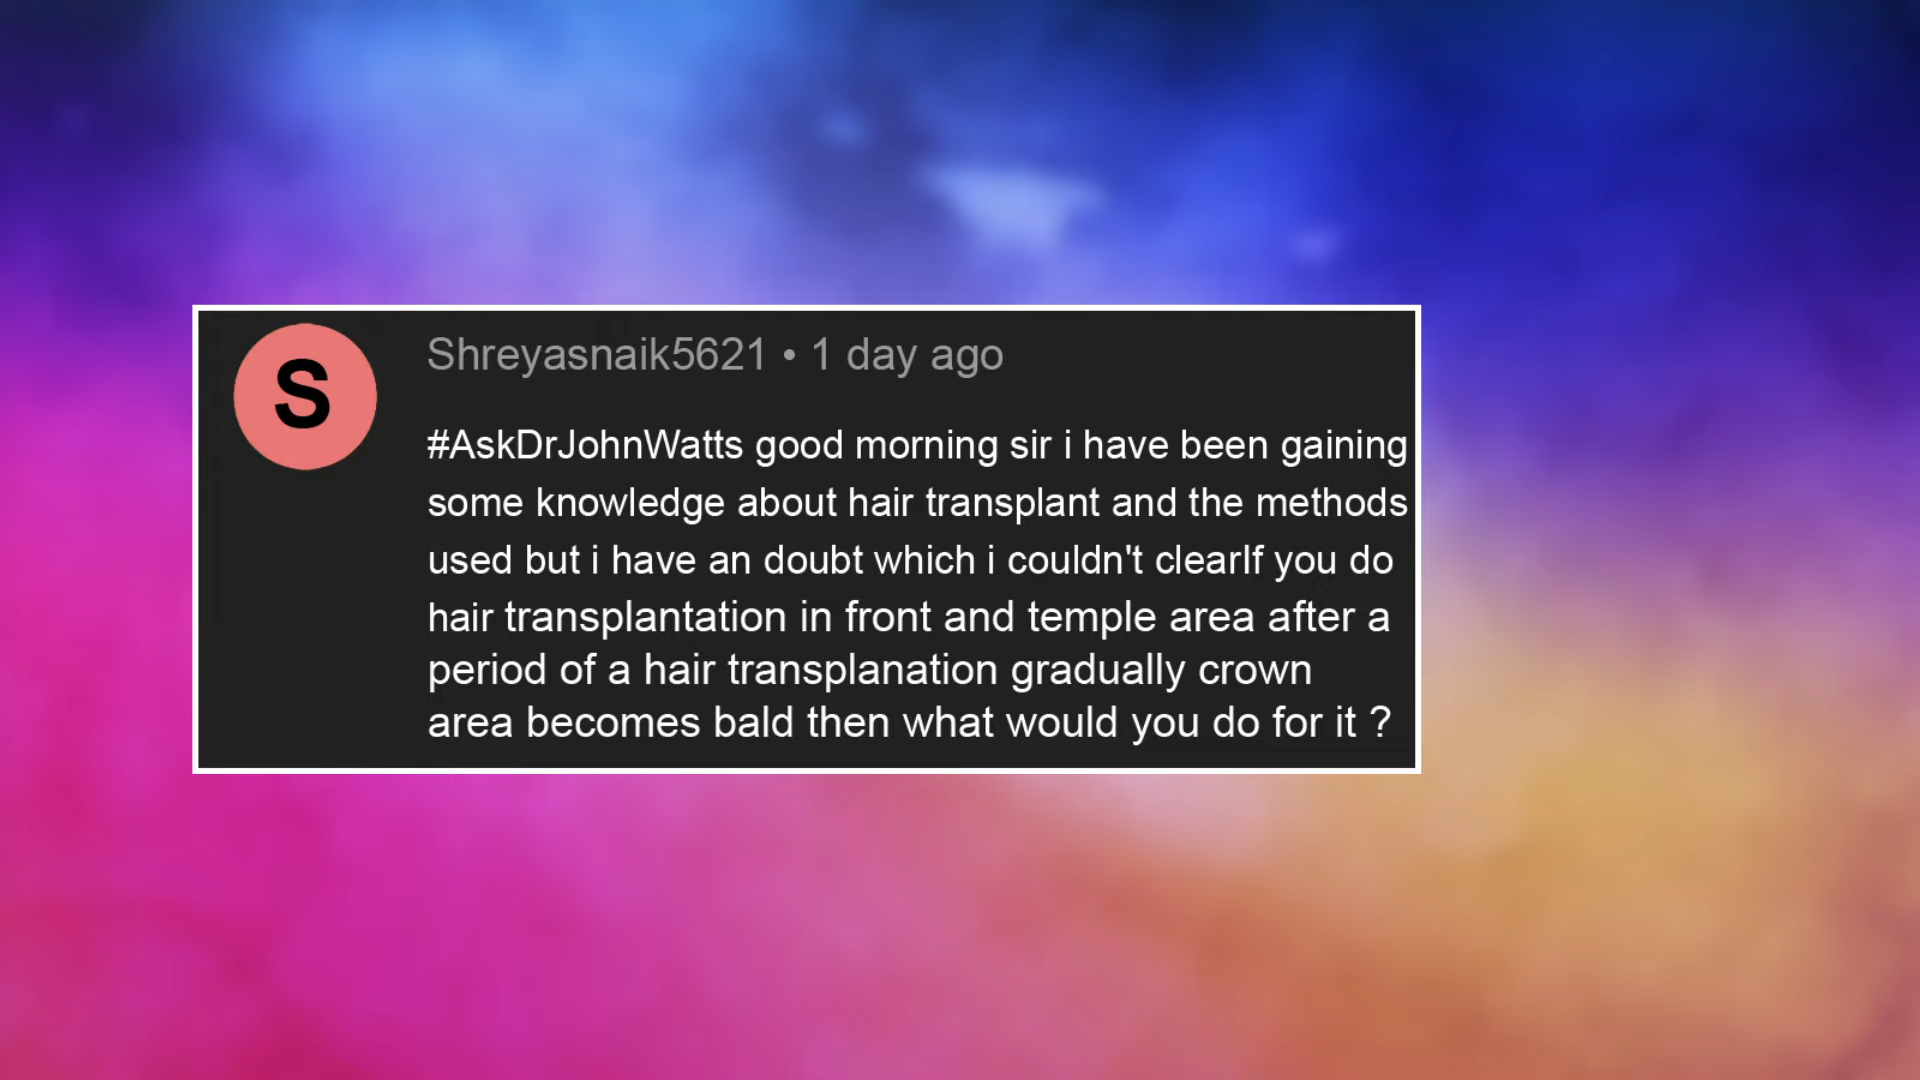 S
Shreyasnaik5621 • 1 day ago
#AskDrJohnWatts good morning sir i have been gaining
some knowledge about hair transplant and the methods
used but i have an doubt which i couldn't clearIf you do
hair transplantation in front and temple area after a
period of a hair transplanation gradually crown
area becomes bald then what would you do for it ?